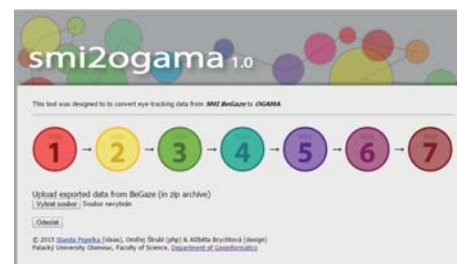 smi2ogama 1.0
This tool was designed to to convert eye-tracking data from SMI BeGaze to OGAMA.
1 → 2 → 3 → 4 → 5 → 6 → 7
Upload exported data from BeGaze (in zip archive)
Vybrat soubor Soubor nevybrán
Odeslat
© 2015 Standa Popelka (ideas), Ondřej Štrubl (php) & Alžběta Brychtová (design)
Palacký University Olomouc, Faculty of Science, Department of Geoinformatics